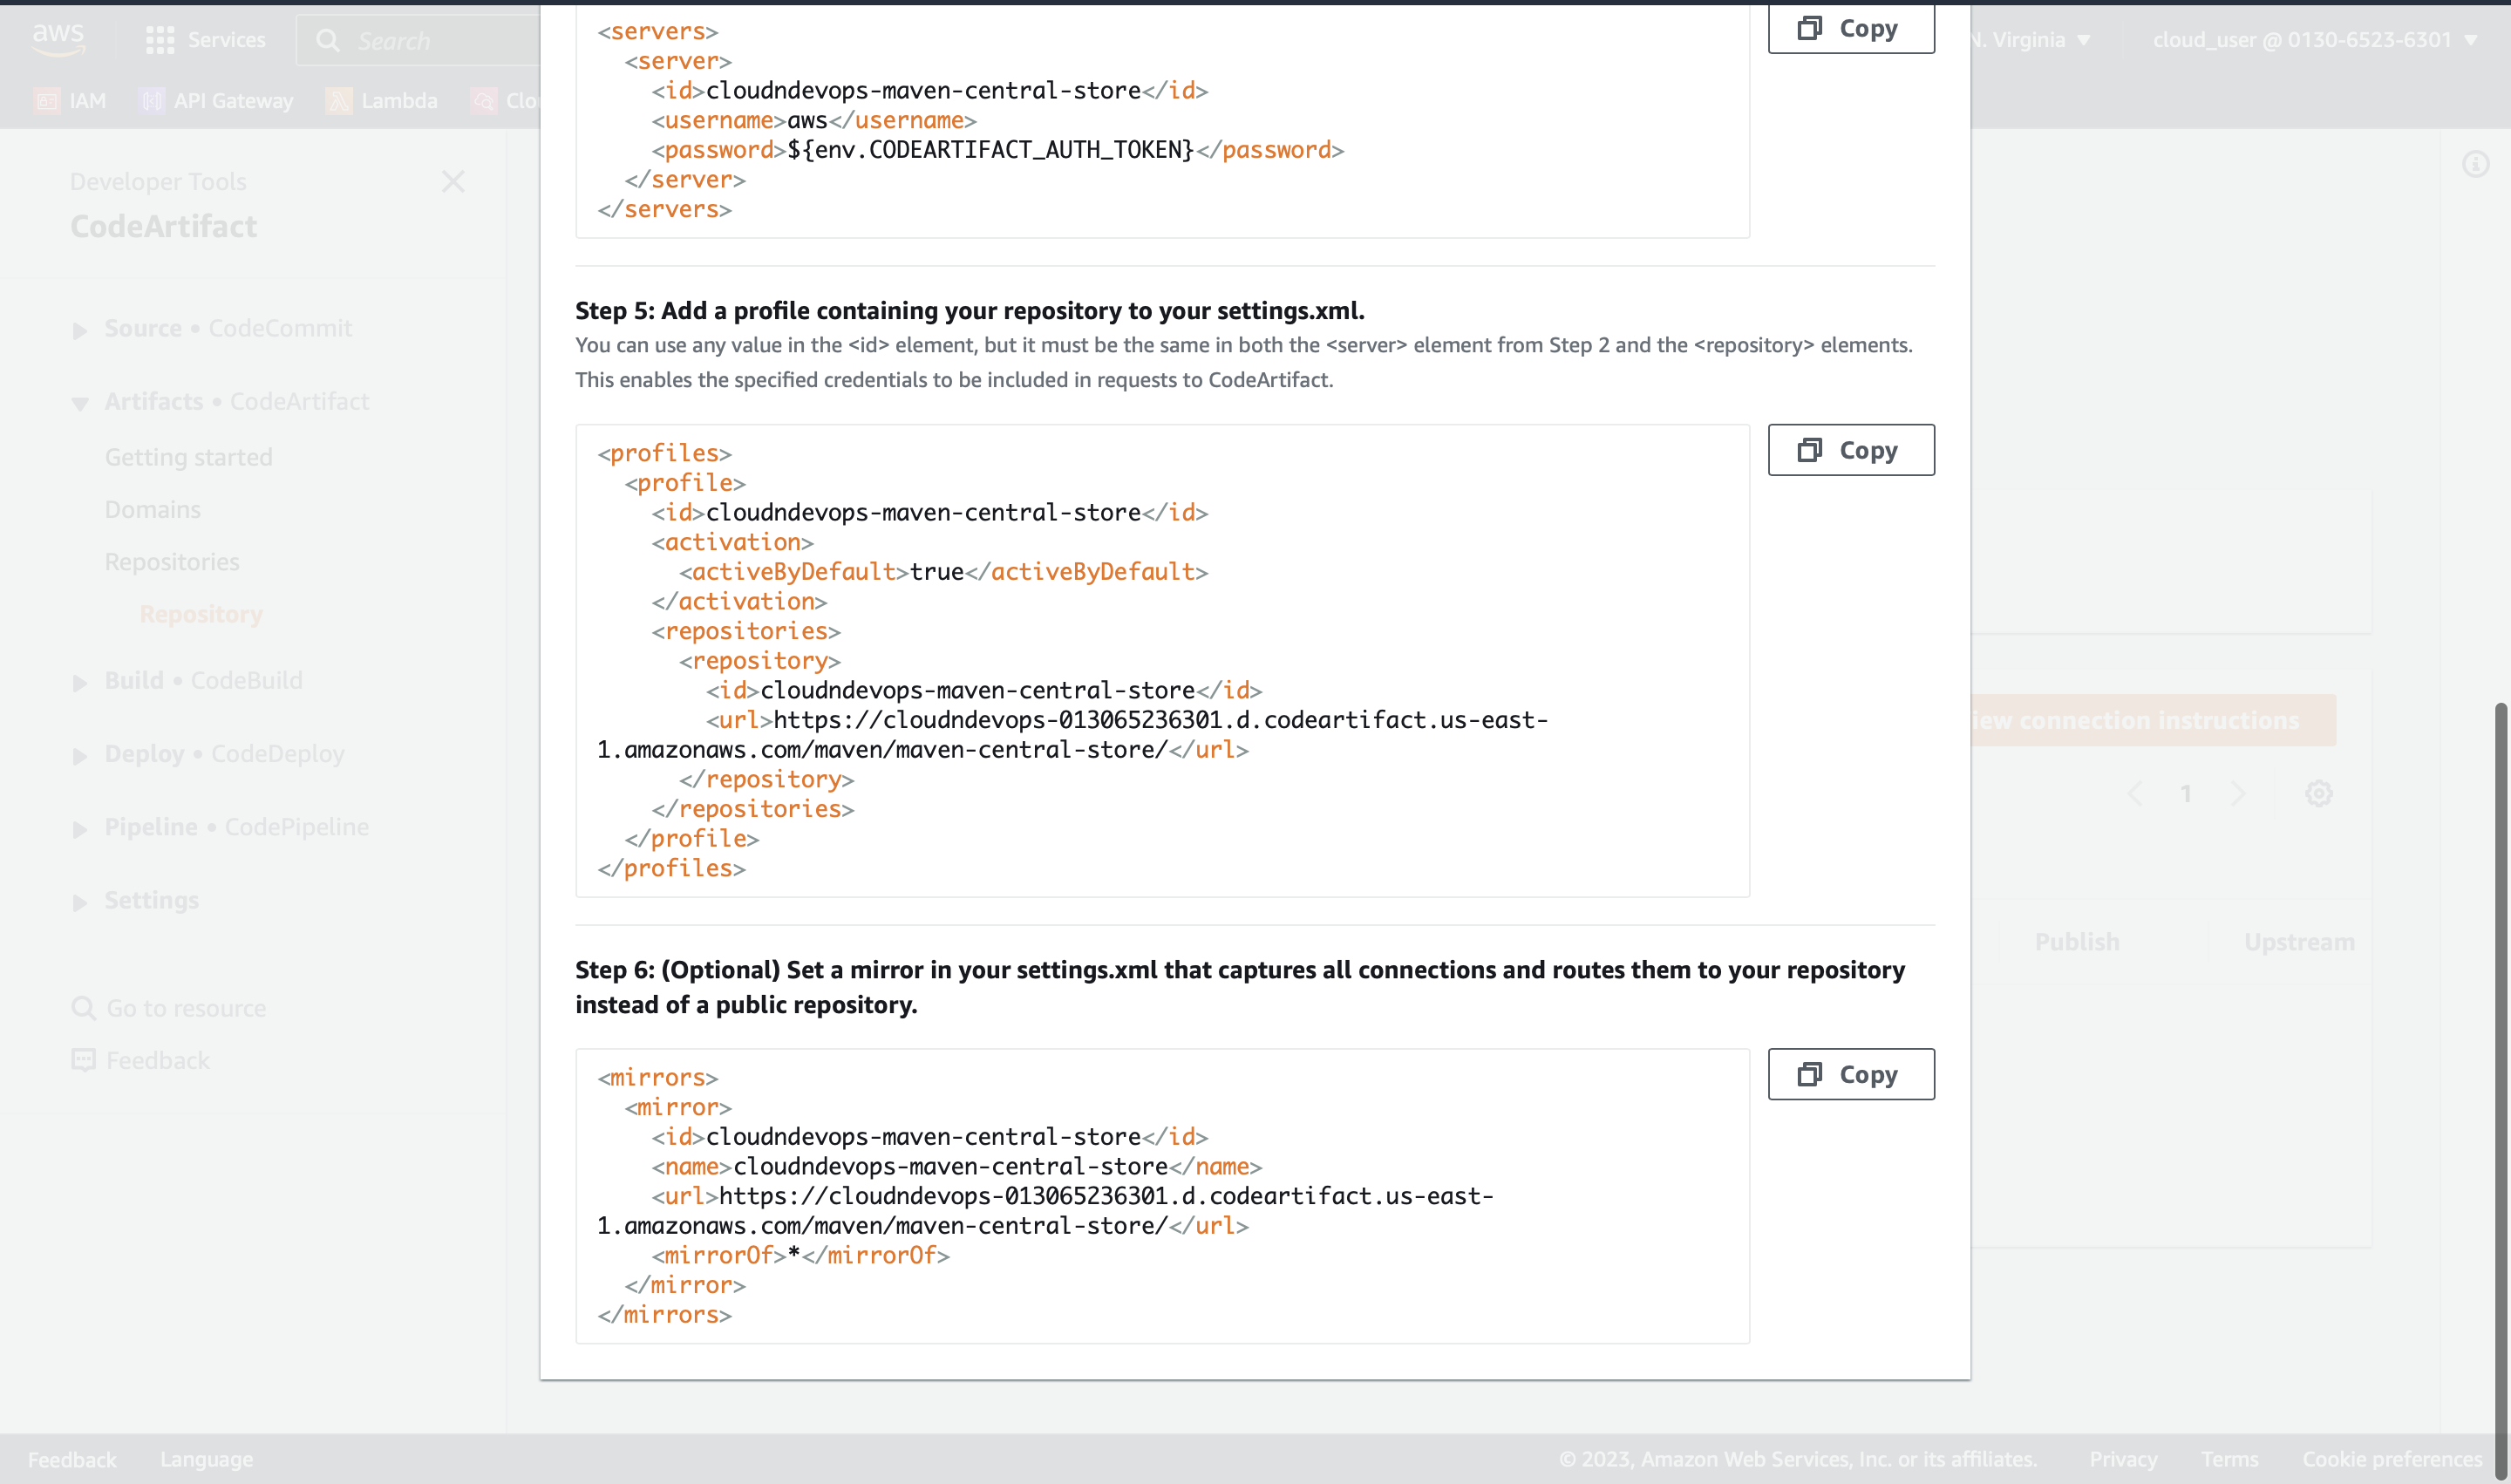 aws
Services
Search
N. Virginia
cloud_user @ 0130-6523-6301
IAM
API Gateway
Lambda
Developer Tools
CodeArtifact
Source • CodeCommit
Artifacts • CodeArtifact
Getting started
Domains
Repositories
Repository
Build • CodeBuild
Deploy • CodeDeploy
Pipeline • CodePipeline
Settings
Go to resource
Feedback
<servers>
<server>
<id>cloudndevops-maven-central-store</id>
<username>aws</username>
<password>${env.CODEARTIFACT_AUTH_TOKEN}</password>
</server>
</servers>
Copy
Step 5: Add a profile containing your repository to your settings.xml.
You can use any value in the <id> element, but it must be the same in both the <server> element from Step 2 and the <repository> elements.
This enables the specified credentials to be included in requests to CodeArtifact.
<profiles>
<profile>
<id>cloudndevops-maven-central-store</id>
<activation>
<activeByDefault>true</activeByDefault>
</activation>
<repositories>
<repository>
<id>cloudndevops-maven-central-store</id>
<url>https://cloudndevops-013065236301.d.codeartifact.us-east-
1.amazonaws.com/maven/maven-central-store/</url>
</repository>
</repositories>
</profile>
</profiles>
Copy
Step 6: (Optional) Set a mirror in your settings.xml that captures all connections and routes them to your repository
instead of a public repository.
<mirrors>
<mirror>
<id>cloudndevops-maven-central-store</id>
<name>cloudndevops-maven-central-store</name>
<url>https://cloudndevops-013065236301.d.codeartifact.us-east-
1.amazonaws.com/maven/maven-central-store/</url>
<mirrorOf>*</mirrorOf>
</mirror>
</mirrors>
Copy
connection instructions
1
Publish
Upstream
Feedback
Language
© 2023, Amazon Web Services, Inc. or its affiliates.
Privacy
Terms
Cookie preferences